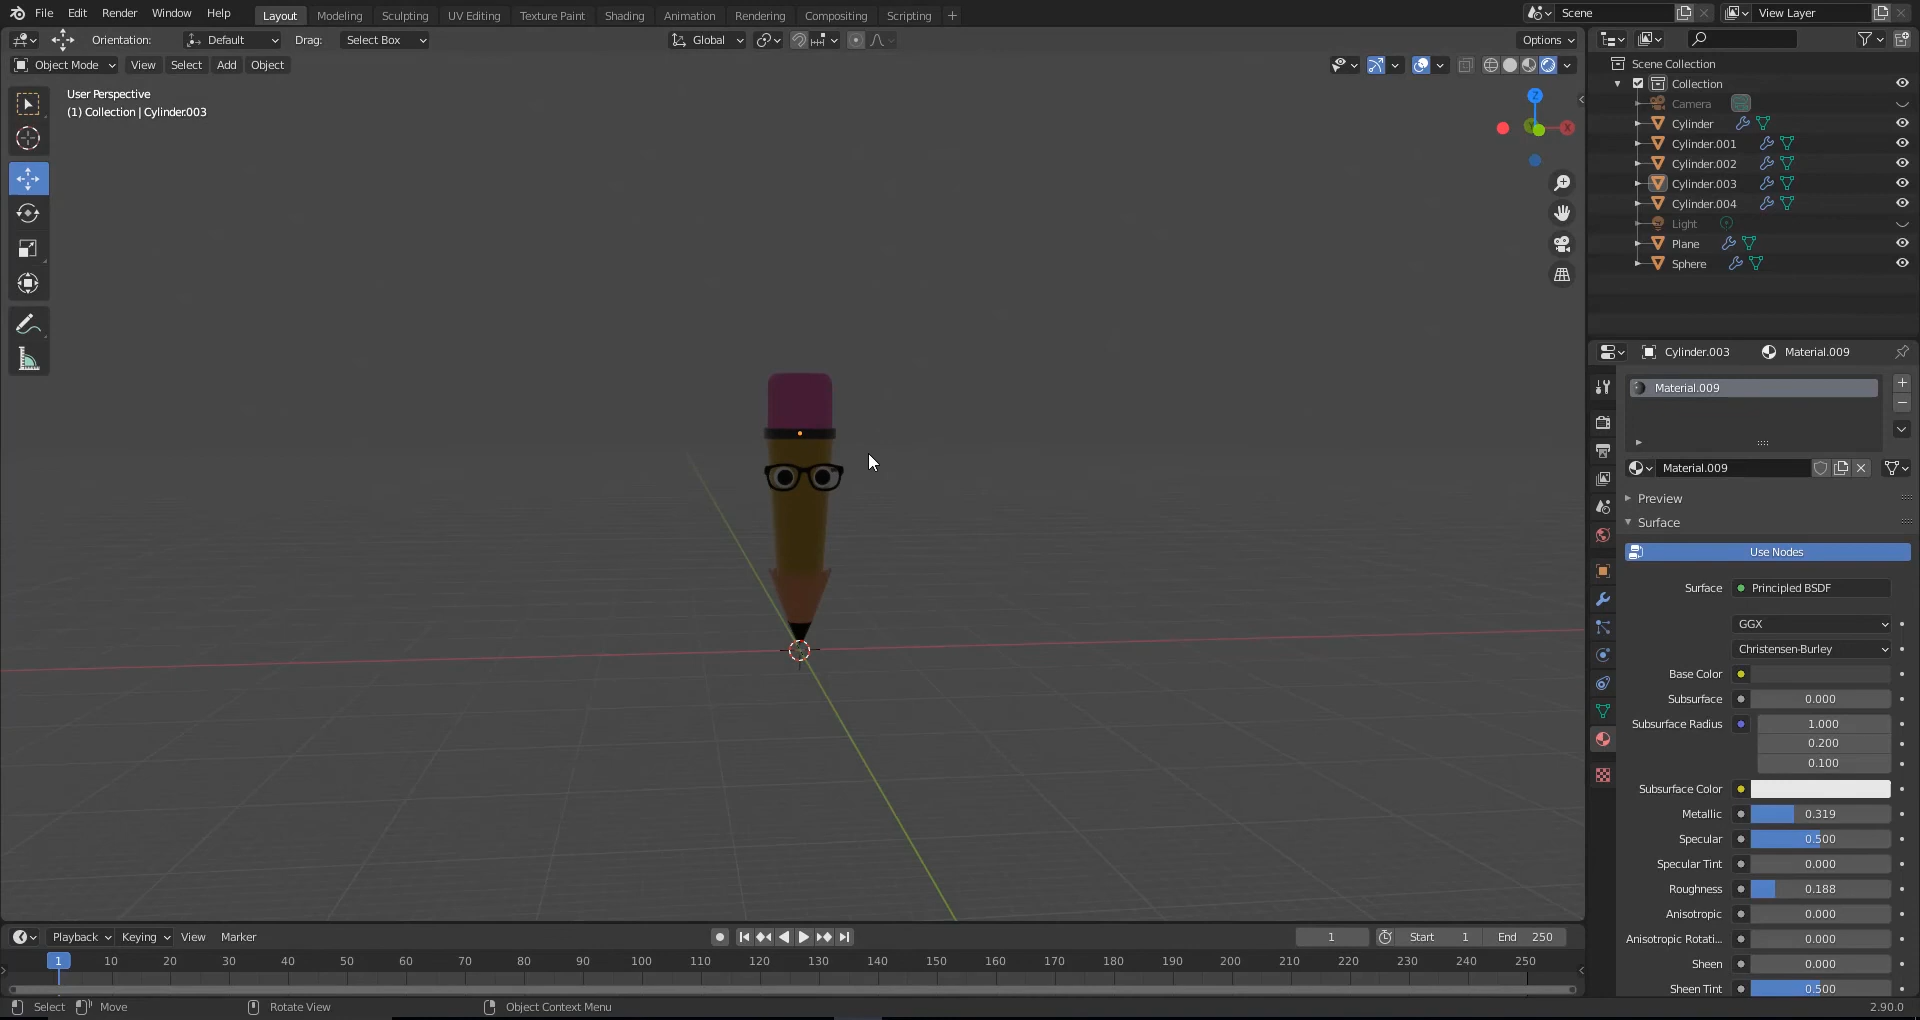 File Edit Render Window Help Layout Modeling Sculpting UV Editing Texture Paint Shading Animation Rendering Compositing Scripting + Scene View Layer
Orientation: Default Drag: Select Box Global Options
Object Mode View Select Add Object
User Perspective
(1) Collection | Cylinder.003
Z
X
Y
Scene Collection
Collection
Camera
Cylinder
Cylinder.001
Cylinder.002
Cylinder.003
Cylinder.004
Light
Plane
Sphere
Cylinder.003 Material.009
Material.009
Material.009
Preview
Surface
Use Nodes
Surface Principled BSDF
GGX
Christensen-Burley
Base Color
Subsurface 0.000
Subsurface Radius 1.000
0.200
0.100
Subsurface Color
Metallic 0.319
Specular 0.500
Specular Tint 0.000
Roughness 0.188
Anisotropic 0.000
Anisotropic Rotati... 0.000
Sheen 0.000
Sheen Tint 0.500
Playback Keying View Marker 1 Start 1 End 250
1 10 20 30 40 50 60 70 80 90 100 110 120 130 140 150 160 170 180 190 200 210 220 230 240 250
Select Move Rotate View Object Context Menu 2.90.0